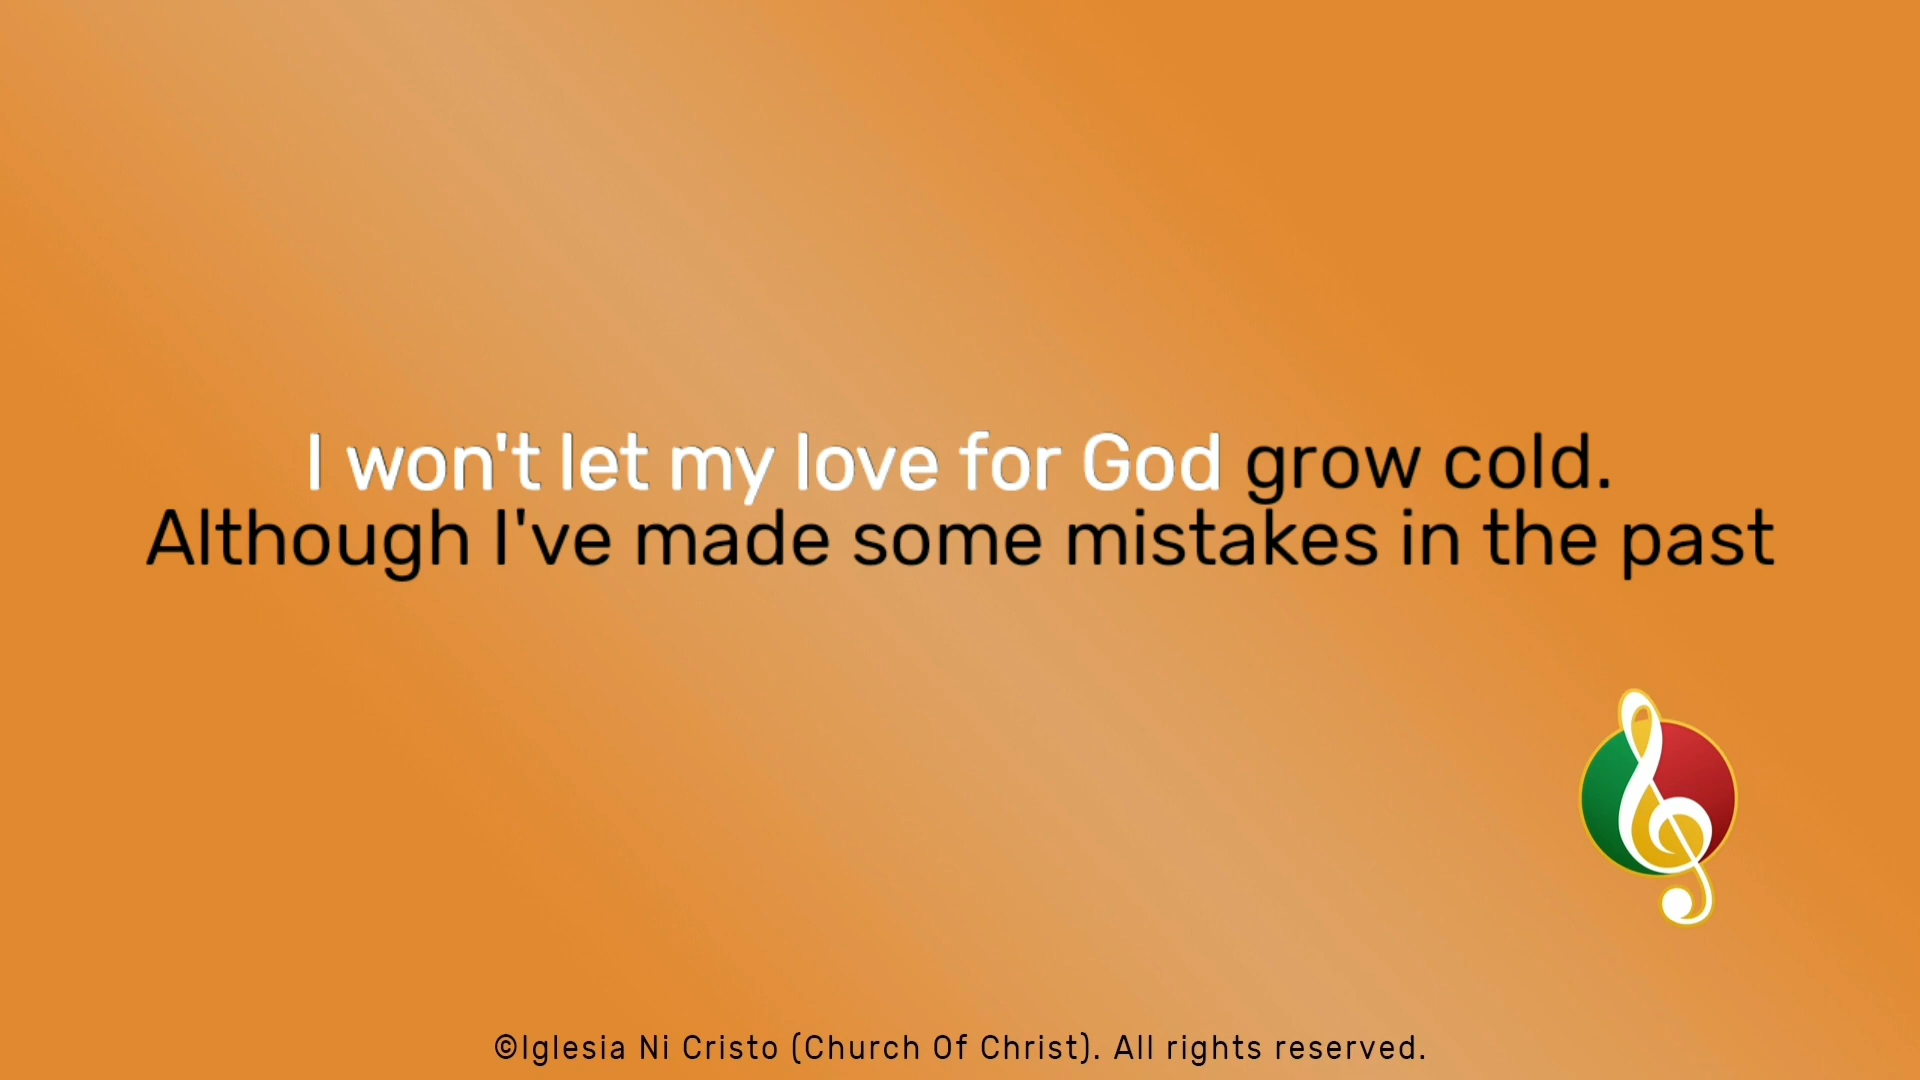 I won't let my love for God grow cold.
Although I've made some mistakes in the past
©Iglesia Ni Cristo (Church Of Christ). All rights reserved.